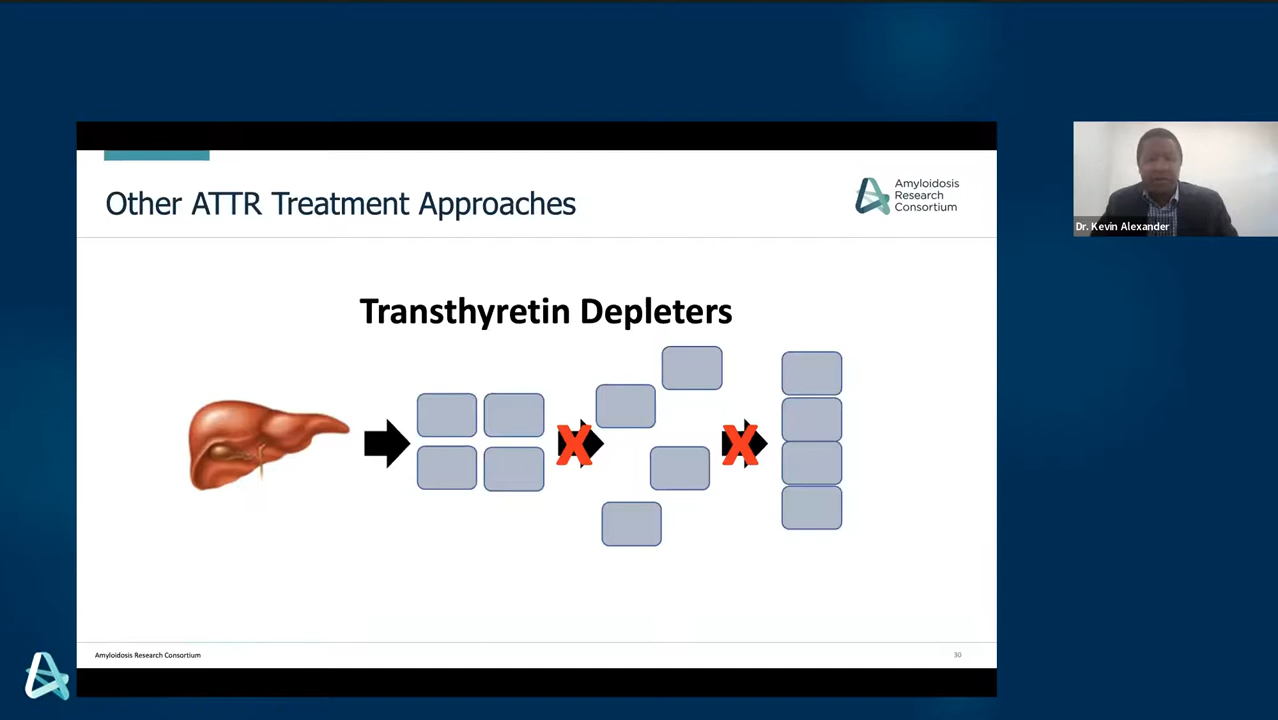 Other ATTR Treatment Approaches
Amyloidosis
Research
Consortium
Transthyretin Depleters
X X
Dr. Kevin Alexander
Amyloidosis Research Consortium
30